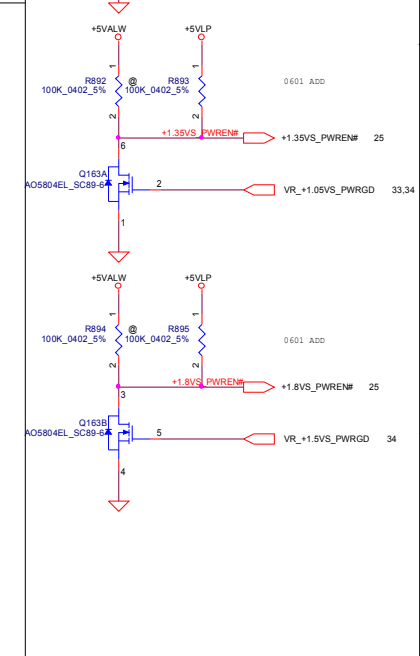 +5VALW +5VLP
1 1
R892 @ R893 0601 ADD
100K_0402_5% 100K_0402_5%
2 2
+1.35VS_PWREN# +1.35VS_PWREN# 25
6
Q163A
AO5804EL_SC89-6 2 VR_+1.05VS_PWRGD 33,34
1
+5VALW +5VLP
1 1
R894 @ R895 0601 ADD
100K_0402_5% 100K_0402_5%
2 2
+1.8VS_PWREN# +1.8VS_PWREN# 25
3
Q163B
AO5804EL_SC89-6 5 VR_+1.5VS_PWRGD 34
4